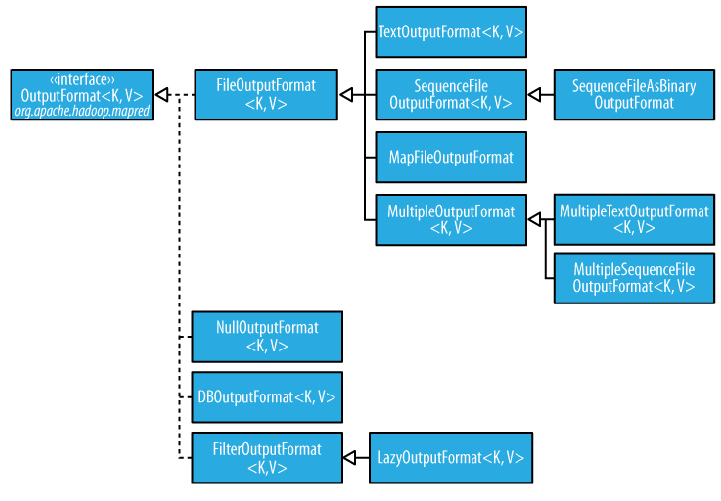 TextOutputFormat<K, V>
‹‹interface››
OutputFormat<K, V>
org.apache.hadoop.mapred
FileOutputFormat
<K, V>
SequenceFile
OutputFormat<K, V>
SequenceFileAsBinary
OutputFormat
MapFileOutputFormat
MultipleOutputFormat
<K, V>
MultipleTextOutputFormat
<K, V>
MultipleSequenceFile
OutputFormat<K, V>
NullOutputFormat
<K, V>
DBOutputFormat<K, V>
FilterOutputFormat
<K,V>
LazyOutputFormat<K, V>